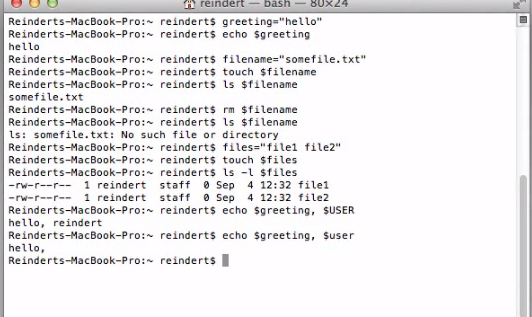 reindert — bash — 80×24
Reinderts-MacBook-Pro:~ reindert$ greeting="hello"
Reinderts-MacBook-Pro:~ reindert$ echo $greeting
hello
Reinderts-MacBook-Pro:~ reindert$ filename="somefile.txt"
Reinderts-MacBook-Pro:~ reindert$ touch $filename
Reinderts-MacBook-Pro:~ reindert$ ls $filename
somefile.txt
Reinderts-MacBook-Pro:~ reindert$ rm $filename
Reinderts-MacBook-Pro:~ reindert$ ls $filename
ls: somefile.txt: No such file or directory
Reinderts-MacBook-Pro:~ reindert$ files="file1 file2"
Reinderts-MacBook-Pro:~ reindert$ touch $files
Reinderts-MacBook-Pro:~ reindert$ ls -l $files
-rw-r--r--  1 reindert  staff  0 Sep  4 12:32 file1
-rw-r--r--  1 reindert  staff  0 Sep  4 12:32 file2
Reinderts-MacBook-Pro:~ reindert$ echo $greeting, $USER
hello, reindert
Reinderts-MacBook-Pro:~ reindert$ echo $greeting, $user
hello,
Reinderts-MacBook-Pro:~ reindert$